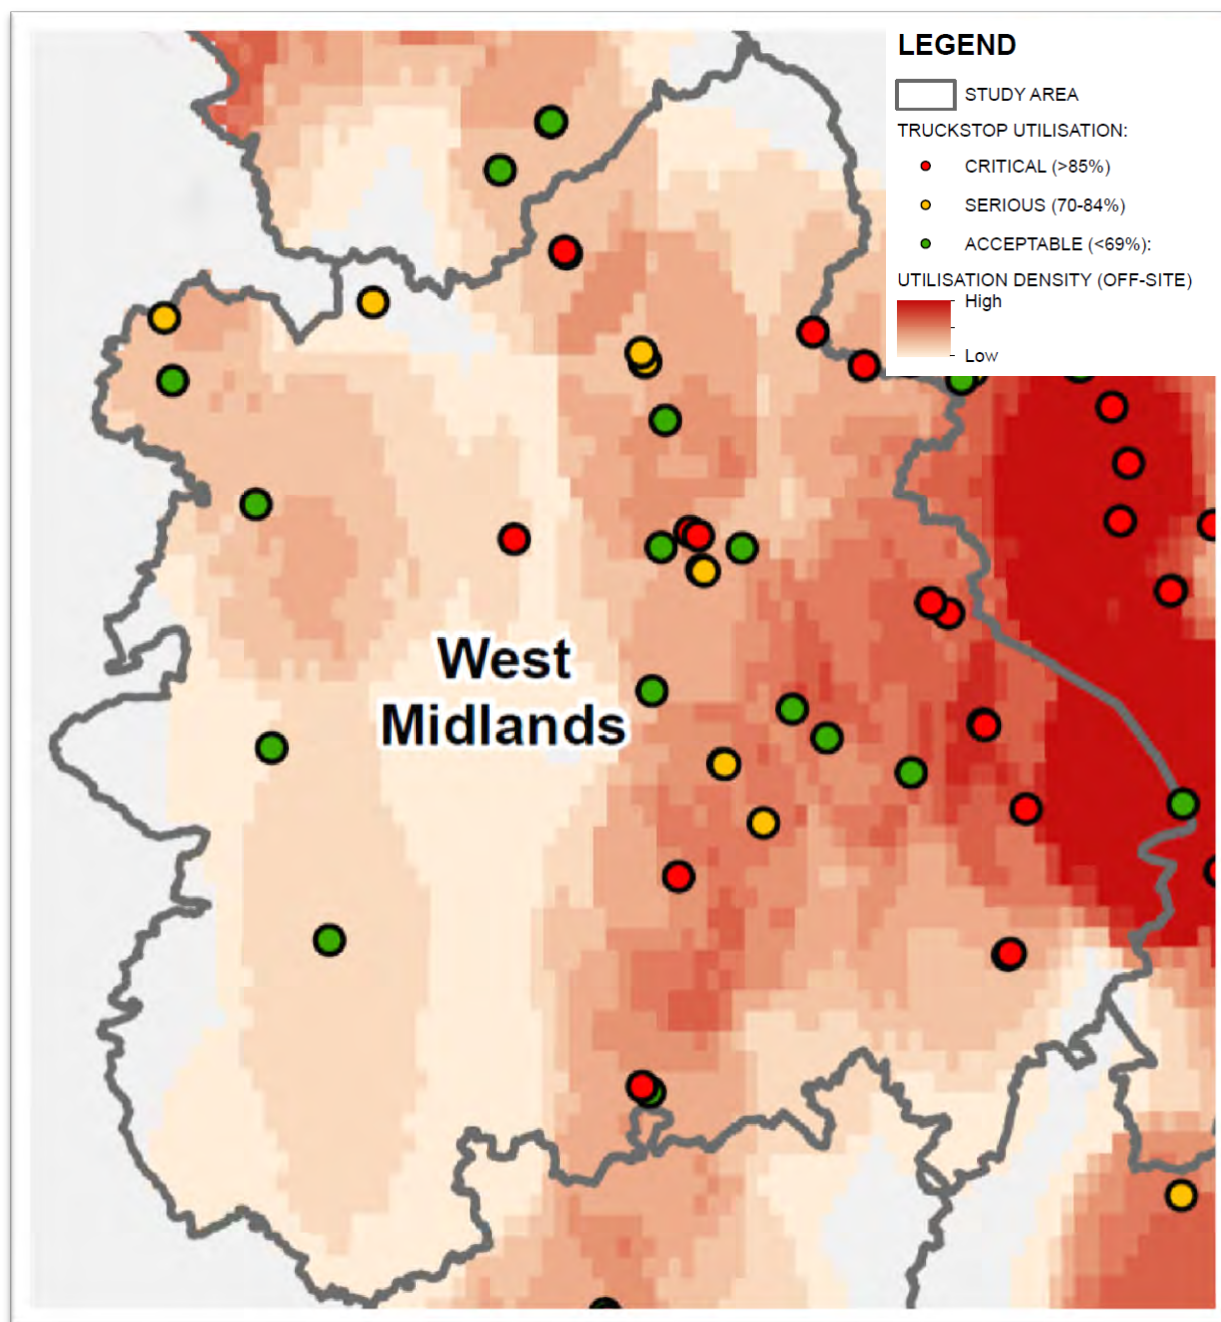 LEGEND
STUDY AREA
TRUCKSTOP UTILISATION:
CRITICAL (>85%)
SERIOUS (70-84%)
ACCEPTABLE (<69%):
UTILISATION DENSITY (OFF-SITE)
High
Low
West
Midlands